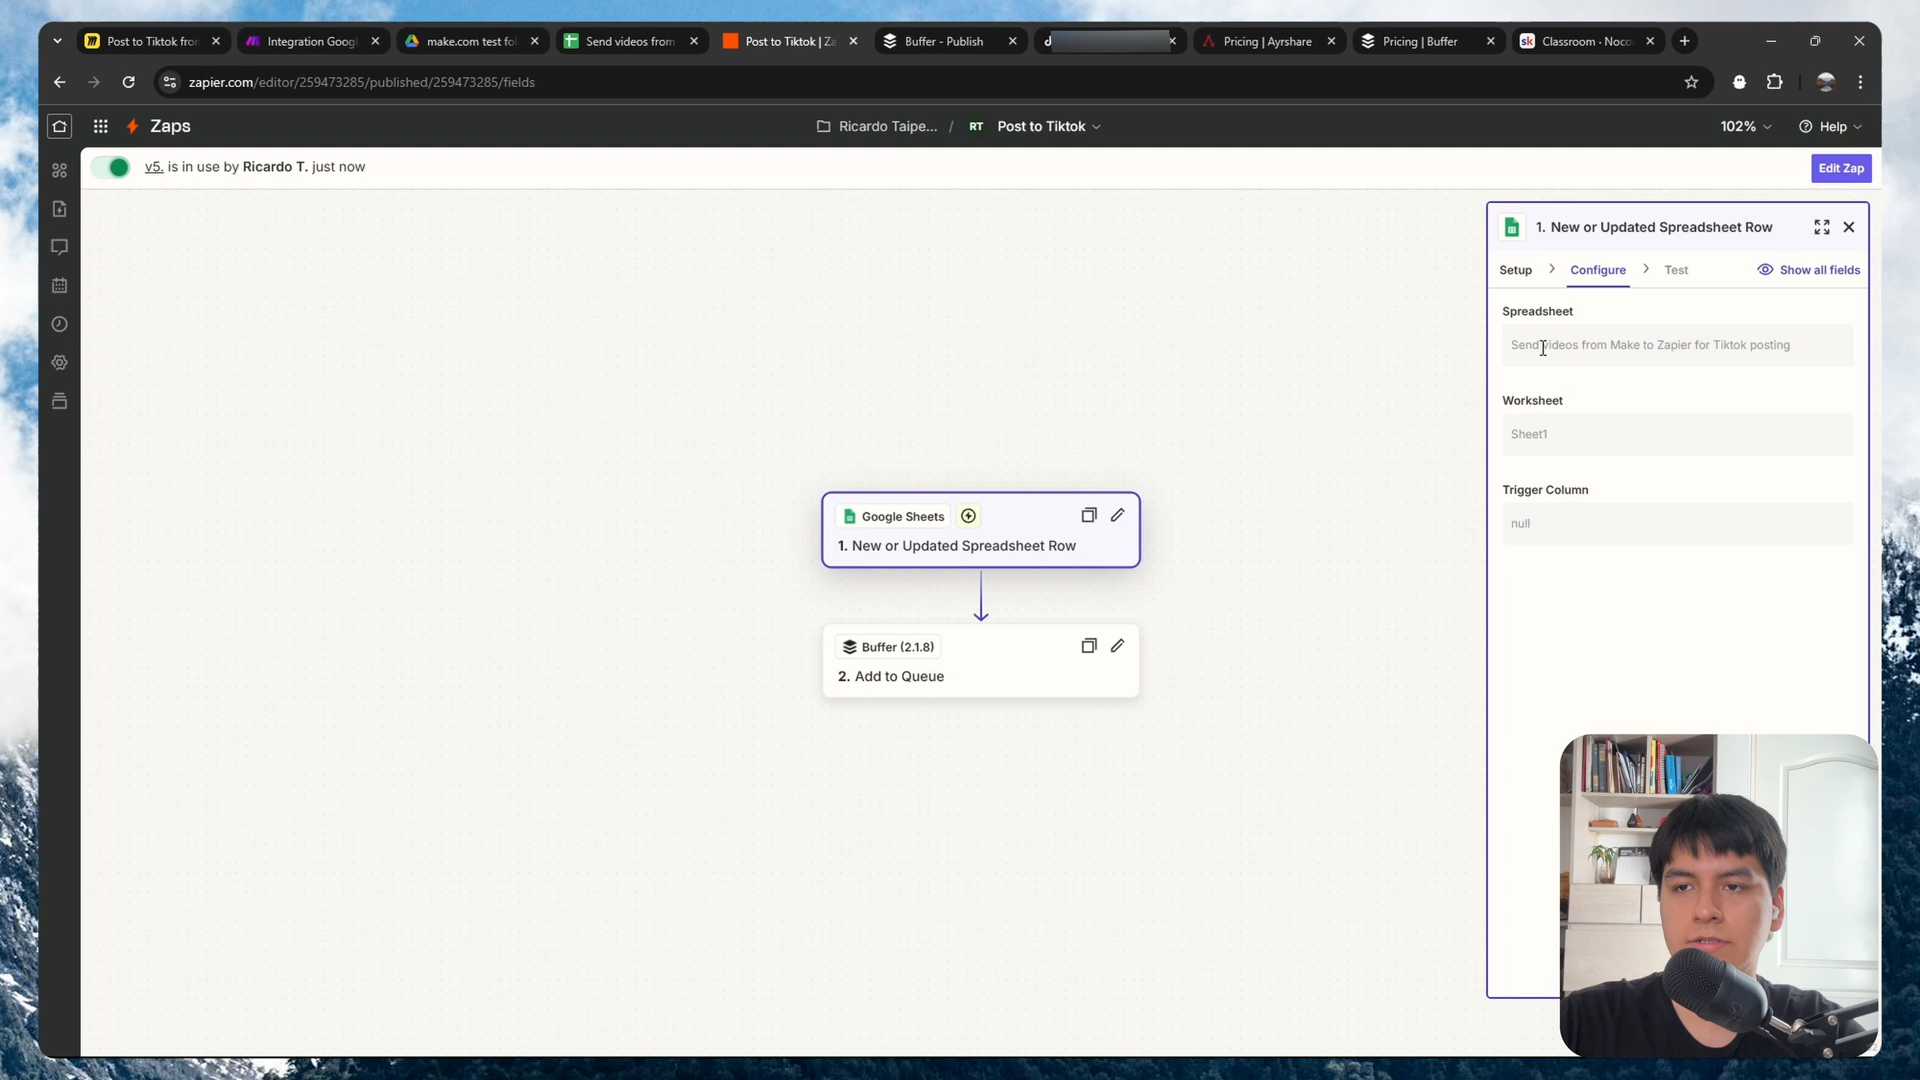 Post to Tiktok fron
Integration Goog
make.com test fo
Send videos from
Post to Tiktok | Za
Buffer - Publish
Pricing | Ayrshare
Pricing | Buffer
sk
Classroom · Noco
zapier.com/editor/259473285/published/259473285/fields
Zaps
Ricardo Taipe... / RT Post to Tiktok
102%
Help
v5. is in use by Ricardo T. just now
Edit Zap
1. New or Updated Spreadsheet Row
Setup
Configure
Test
Show all fields
Spreadsheet
Send videos from Make to Zapier for Tiktok posting
Worksheet
Sheet1
Trigger Column
null
Google Sheets
1. New or Updated Spreadsheet Row
Buffer (2.1.8)
2. Add to Queue